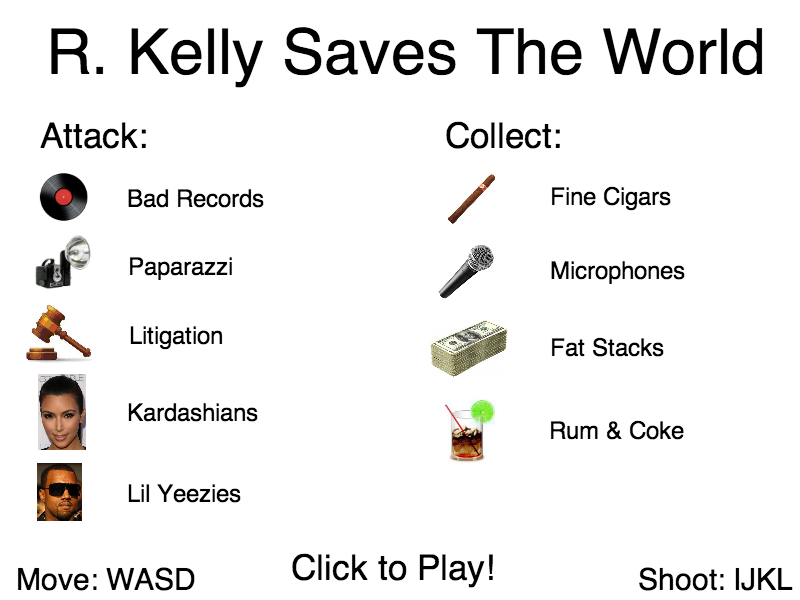 R. Kelly Saves The World
Attack:
Bad Records
Paparazzi
Litigation
Kardashians
Lil Yeezies
Collect:
Fine Cigars
Microphones
Fat Stacks
Rum & Coke
Move: WASD
Click to Play!
Shoot: IJKL